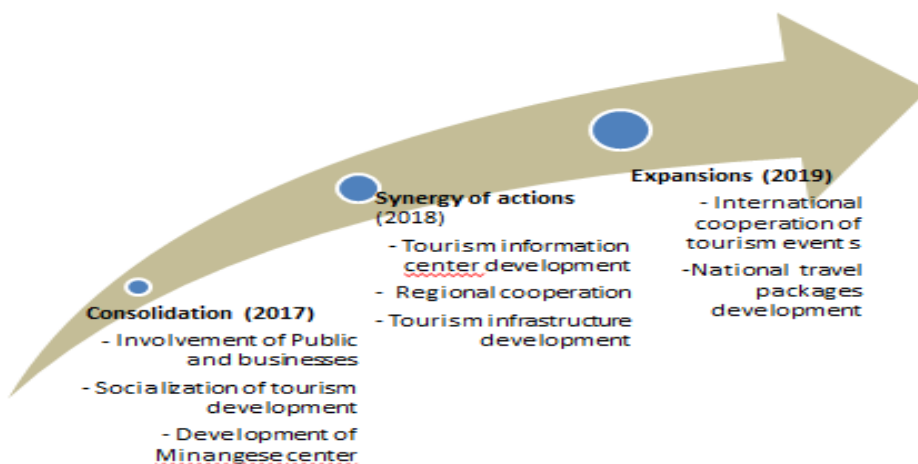 Consolidation (2017)
- Involvement of Public
and businesses
- Socialization of tourism
development
- Development of
Minangese center
Synergy of actions
(2018)
- Tourism information
center development
- Regional cooperation
- Tourism infrastructure
development
Expansions (2019)
- International
cooperation of
tourism events
-National travel
packages
development